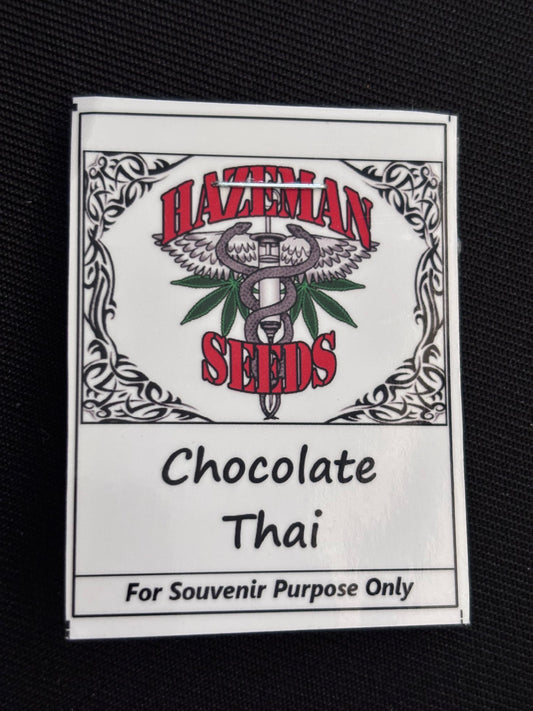 HAZEMAN
SEEDS
Chocolate
Thai
For Souvenir Purpose Only